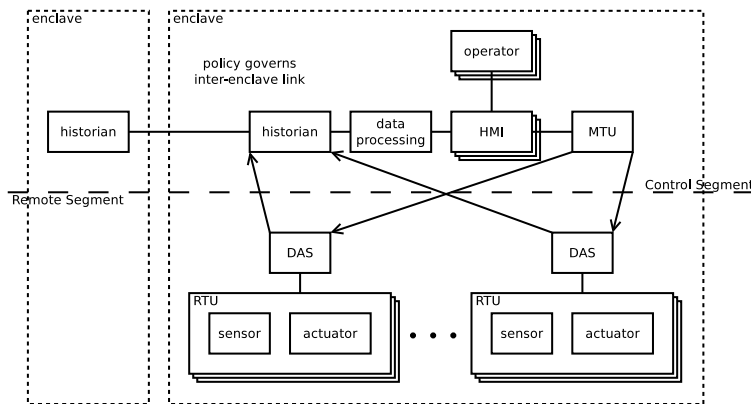 enclave
enclave
operator
policy governs
inter-enclave link
historian
historian
data
processing
HMI
MTU
Remote Segment
Control Segment
DAS
DAS
RTU
sensor
actuator
RTU
sensor
actuator